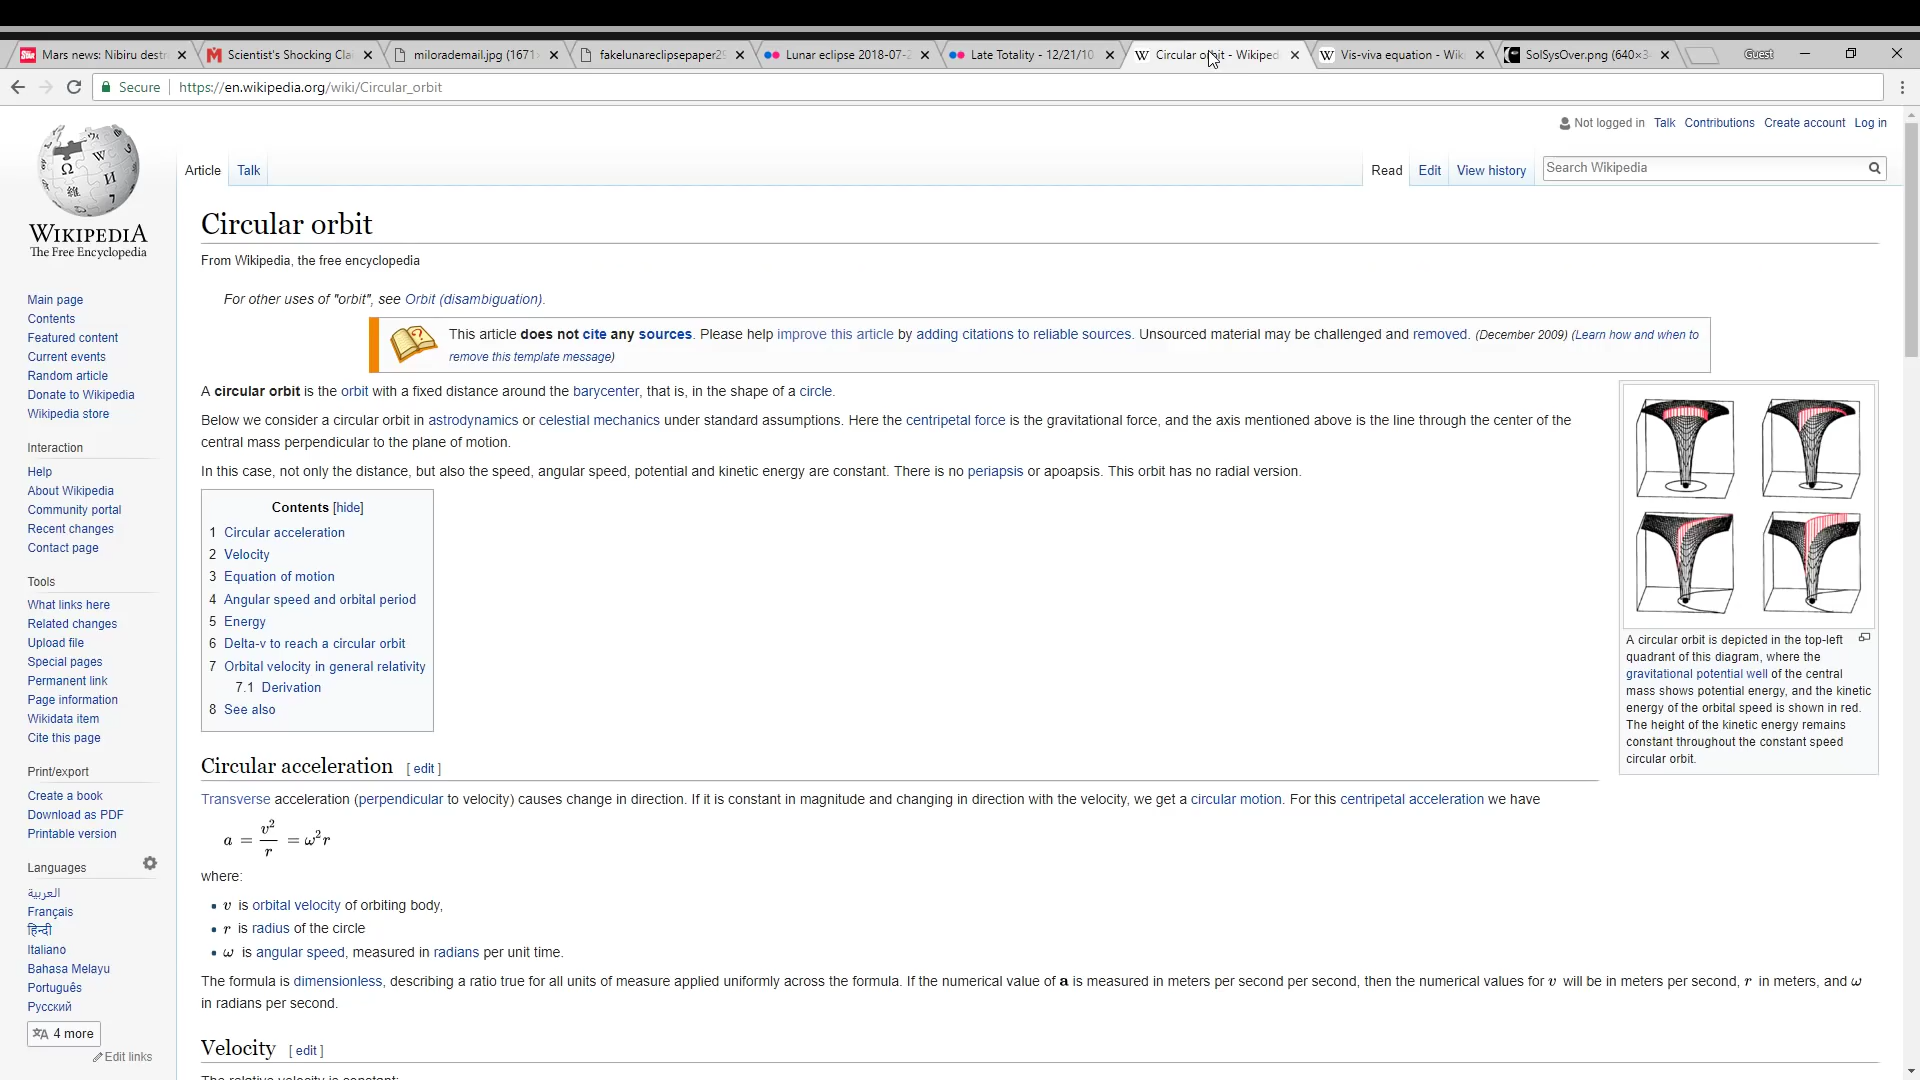 Mars news: Nibiru destr
Scientist's Shocking Clai
milorademail.jpg (1671
fakelunareclipsepaper29
Lunar eclipse 2018-07-2
Late Totality - 12/21/10
Circular orbit - Wikiped
Vis-viva equation - Wiki
SolSysOver.png (640×3
Guest
Secure
https://en.wikipedia.org/wiki/Circular_orbit
Not logged in Talk Contributions Create account Log in
WIKIPEDIA
The Free Encyclopedia
Article Talk
Read Edit View history
Search Wikipedia
Main page
Contents
Featured content
Current events
Random article
Donate to Wikipedia
Wikipedia store
Interaction
Help
About Wikipedia
Community portal
Recent changes
Contact page
Tools
What links here
Related changes
Upload file
Special pages
Permanent link
Page information
Wikidata item
Cite this page
Print/export
Create a book
Download as PDF
Printable version
Languages
العربية
Français
हिन्दी
Italiano
Bahasa Melayu
Português
Русский
4 more
Edit links
Circular orbit
From Wikipedia, the free encyclopedia
For other uses of "orbit", see Orbit (disambiguation).
This article does not cite any sources. Please help improve this article by adding citations to reliable sources. Unsourced material may be challenged and removed. (December 2009) (Learn how and when to
remove this template message)
A circular orbit is the orbit with a fixed distance around the barycenter, that is, in the shape of a circle.
Below we consider a circular orbit in astrodynamics or celestial mechanics under standard assumptions. Here the centripetal force is the gravitational force, and the axis mentioned above is the line through the center of the
central mass perpendicular to the plane of motion.
In this case, not only the distance, but also the speed, angular speed, potential and kinetic energy are constant. There is no periapsis or apoapsis. This orbit has no radial version.
Contents [hide]
1 Circular acceleration
2 Velocity
3 Equation of motion
4 Angular speed and orbital period
5 Energy
6 Delta-v to reach a circular orbit
7 Orbital velocity in general relativity
7.1 Derivation
8 See also
A circular orbit is depicted in the top-left
quadrant of this diagram, where the
gravitational potential well of the central
mass shows potential energy, and the kinetic
energy of the orbital speed is shown in red.
The height of the kinetic energy remains
constant throughout the constant speed
circular orbit.
Circular acceleration [ edit ]
Transverse acceleration (perpendicular to velocity) causes change in direction. If it is constant in magnitude and changing in direction with the velocity, we get a circular motion. For this centripetal acceleration we have
a = v²/r = ω²r
where:
• v is orbital velocity of orbiting body,
• r is radius of the circle
• ω is angular speed, measured in radians per unit time.
The formula is dimensionless, describing a ratio true for all units of measure applied uniformly across the formula. If the numerical value of a is measured in meters per second per second, then the numerical values for v will be in meters per second, r in meters, and ω
in radians per second.
Velocity [ edit ]
The relative velocity is constant: